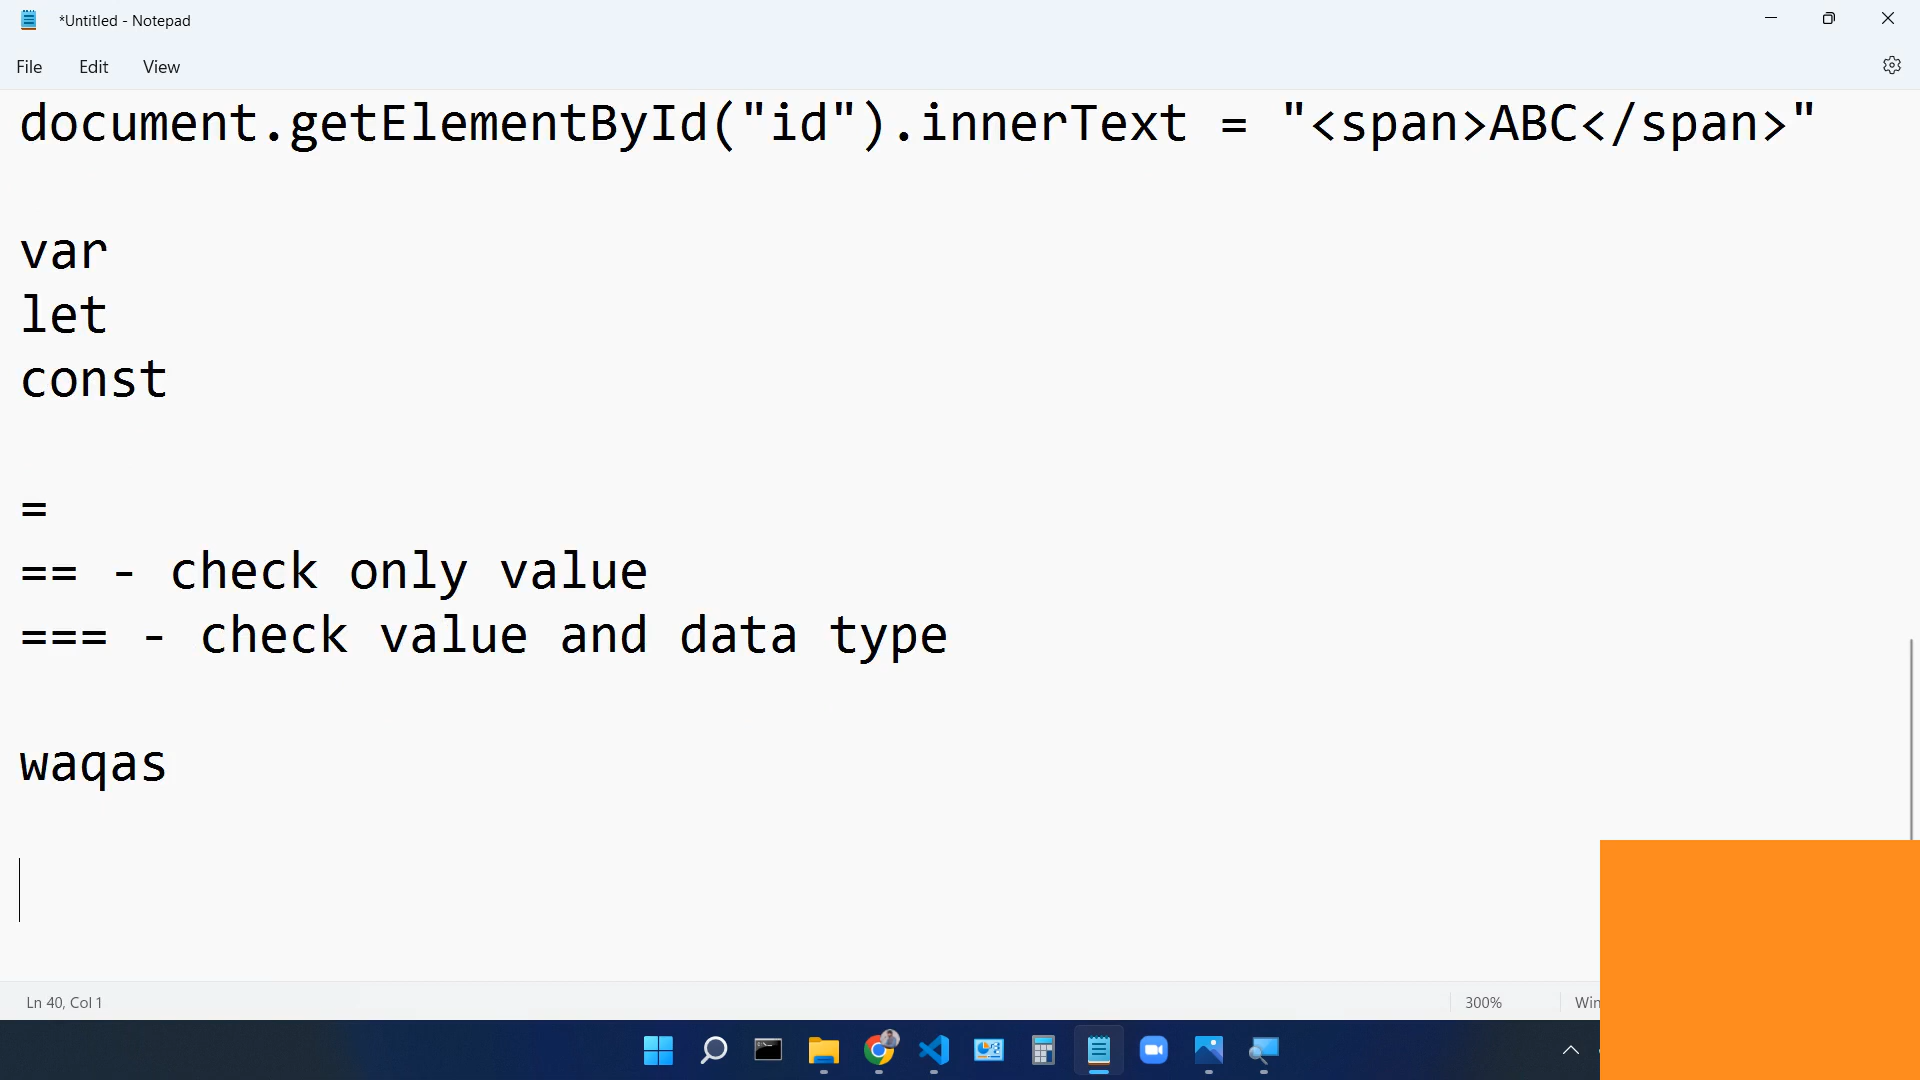 *Untitled - Notepad
File Edit View
document.getElementById("id").innerText = "<span>ABC</span>"
var
let
const
=
== - check only value
=== - check value and data type
waqas
Ln 40, Col 1 300%